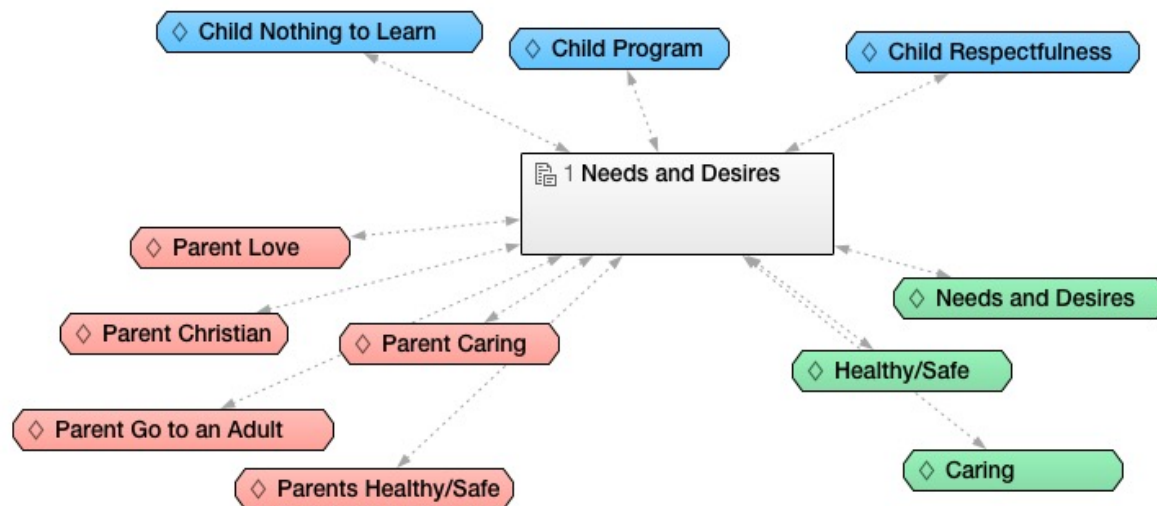 Child Nothing to Learn
Child Program
Child Respectfulness
1 Needs and Desires
Parent Love
Needs and Desires
Parent Christian
Parent Caring
Healthy/Safe
Parent Go to an Adult
Caring
Parents Healthy/Safe